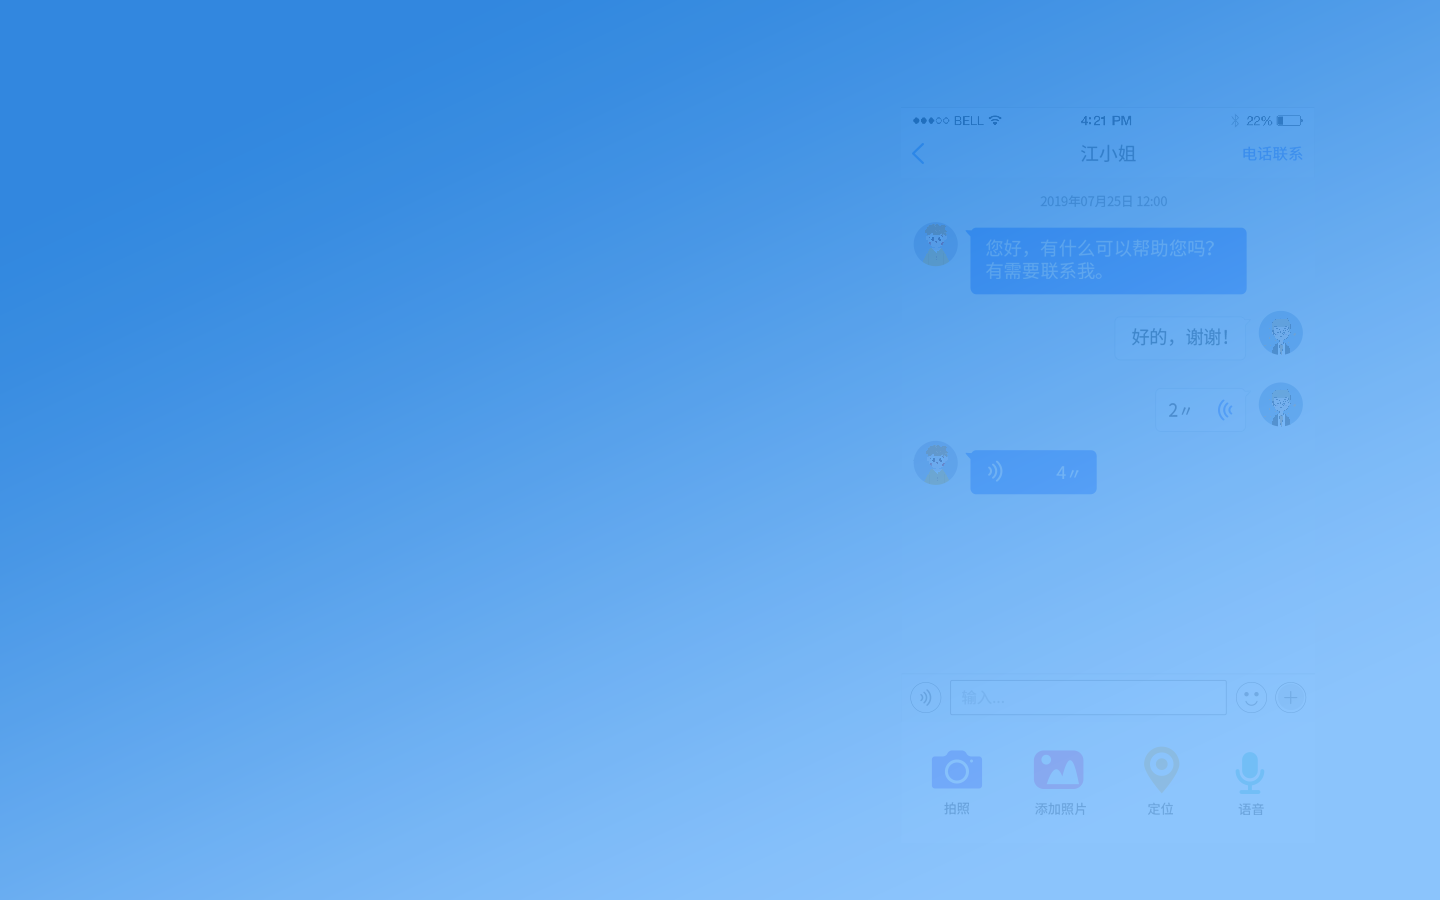 BELL 4:21 PM 22%
江小姐 电话联系
2019年07月25日 12:00
您好，有什么可以帮助您吗？
有需要联系我。
好的，谢谢！
2〃
4〃
输入...
拍照 添加照片 定位 语音